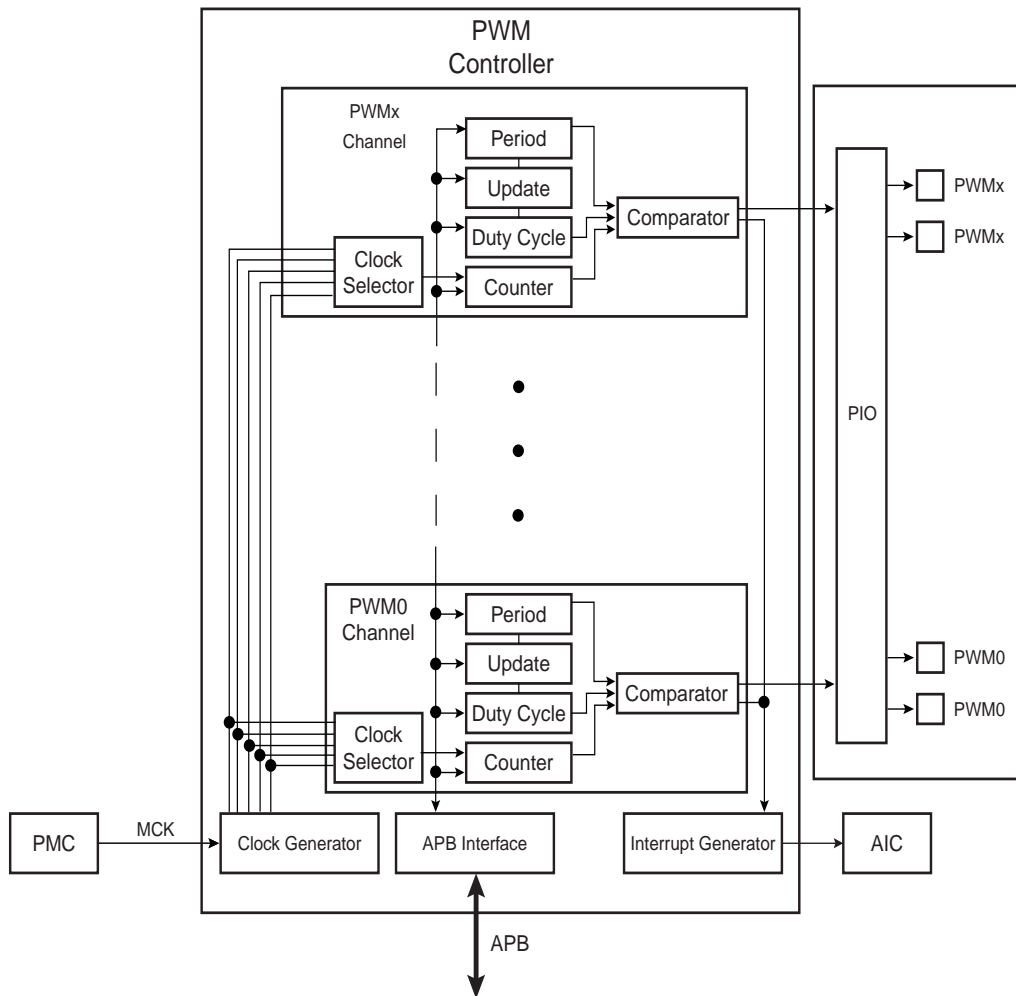 PWM
Controller
PWMx
Channel
Period
Update
Duty Cycle
Comparator
Clock
Selector
Counter
PWMx
PWMx
PIO
PWM0
Channel
Period
Update
Duty Cycle
Comparator
Clock
Selector
Counter
PWM0
PWM0
PMC
MCK
Clock Generator
APB Interface
Interrupt Generator
AIC
APB